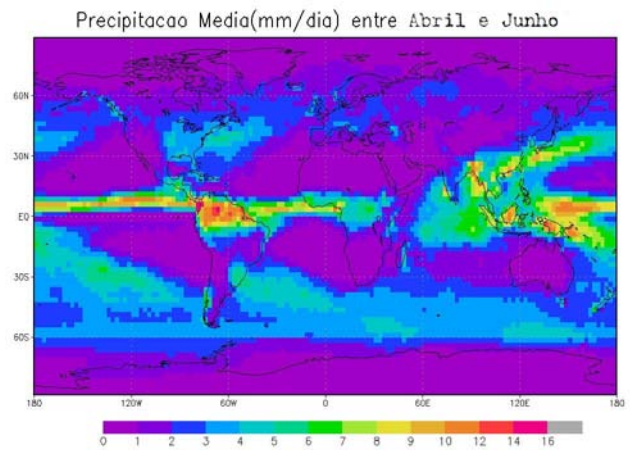 Precipitacao Media(mm/dia) entre Abril e Junho
60N
30N
EQ
30S
60S
180 120W 60W 0 60E 120E 180
0 1 2 3 4 5 6 7 8 9 10 12 14 16